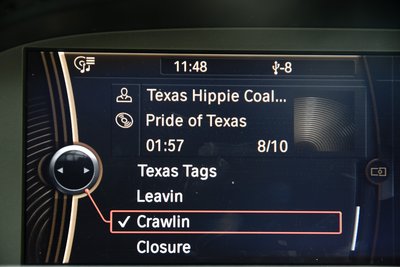 11:48 -8
Texas Hippie Coal...
Pride of Texas
01:57 8/10
Texas Tags
Leavin
Crawlin
Closure